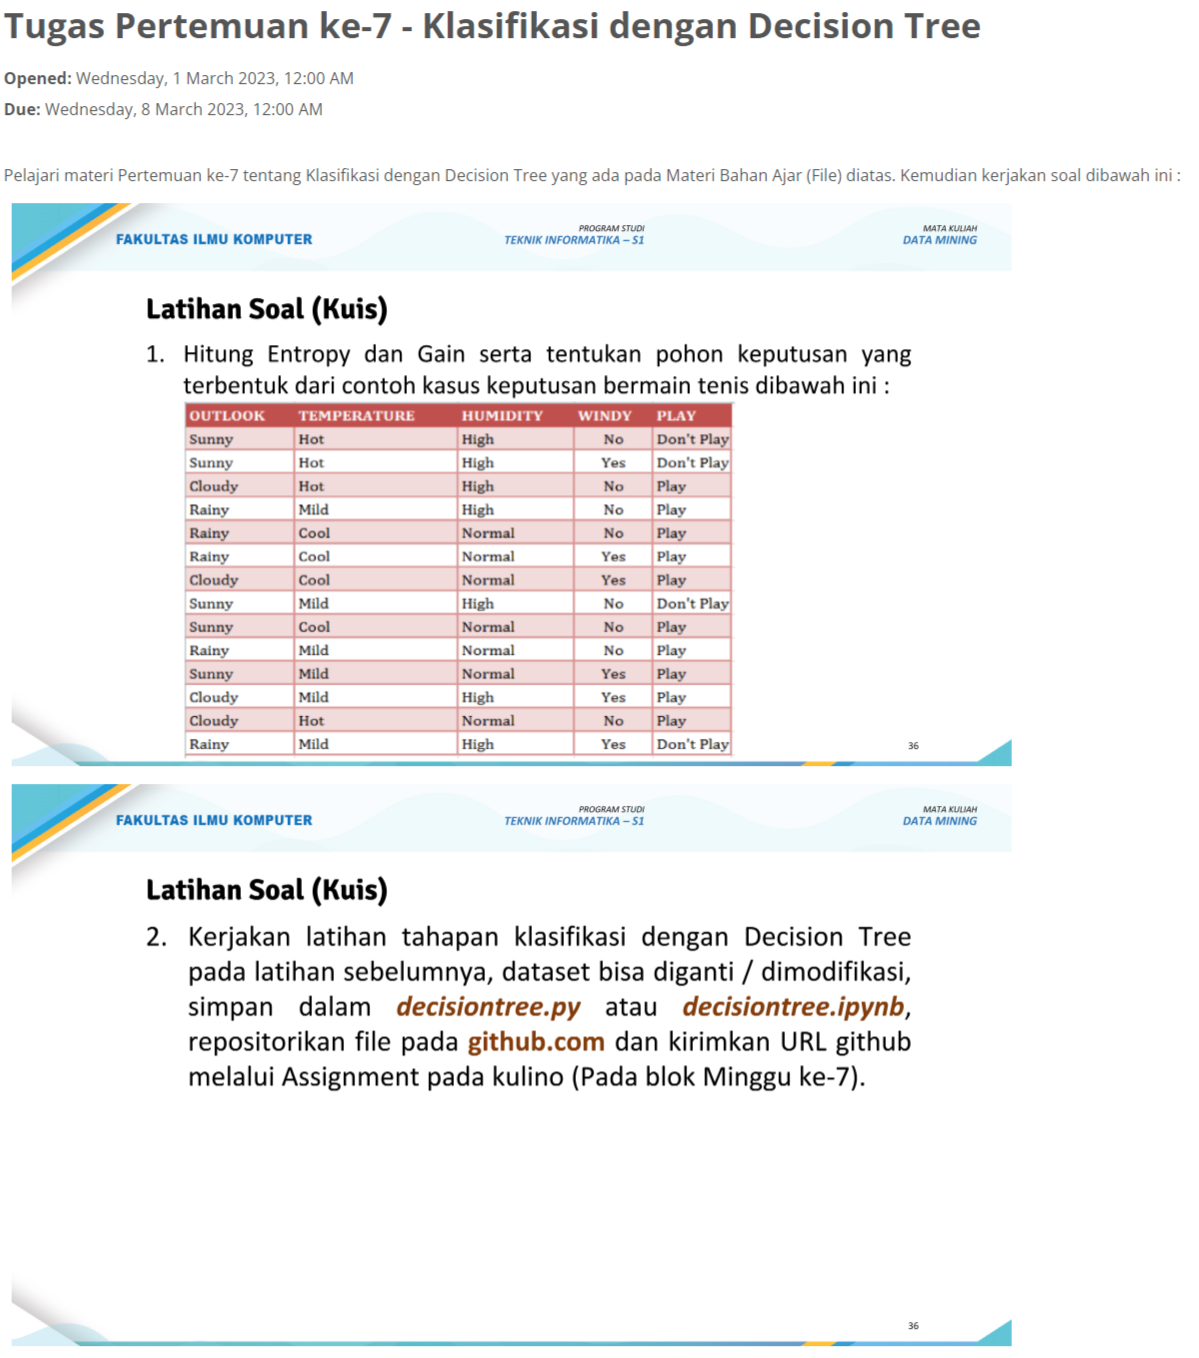 Tugas Pertemuan ke-7 - Klasifikasi dengan Decision Tree
Opened: Wednesday, 1 March 2023, 12:00 AM
Due: Wednesday, 8 March 2023, 12:00 AM
Pelajari materi Pertemuan ke-7 tentang Klasifikasi dengan Decision Tree yang ada pada Materi Bahan Ajar (File) diatas. Kemudian kerjakan soal dibawah ini :
FAKULTAS ILMU KOMPUTER
PROGRAM STUDI
TEKNIK INFORMATIKA – S1
MATA KULIAH
DATA MINING
Latihan Soal (Kuis)
1. Hitung Entropy dan Gain serta tentukan pohon keputusan yang
terbentuk dari contoh kasus keputusan bermain tenis dibawah ini :
OUTLOOK TEMPERATURE HUMIDITY WINDY PLAY
Sunny Hot High No Don't Play
Sunny Hot High Yes Don't Play
Cloudy Hot High No Play
Rainy Mild High No Play
Rainy Cool Normal No Play
Rainy Cool Normal Yes Play
Cloudy Cool Normal Yes Play
Sunny Mild High No Don't Play
Sunny Cool Normal No Play
Rainy Mild Normal No Play
Sunny Mild Normal Yes Play
Cloudy Mild High Yes Play
Cloudy Hot Normal No Play
Rainy Mild High Yes Don't Play
36
FAKULTAS ILMU KOMPUTER
PROGRAM STUDI
TEKNIK INFORMATIKA – S1
MATA KULIAH
DATA MINING
Latihan Soal (Kuis)
2. Kerjakan latihan tahapan klasifikasi dengan Decision Tree
pada latihan sebelumnya, dataset bisa diganti / dimodifikasi,
simpan dalam decisiontree.py atau decisiontree.ipynb,
repositorikan file pada github.com dan kirimkan URL github
melalui Assignment pada kulino (Pada blok Minggu ke-7).
36